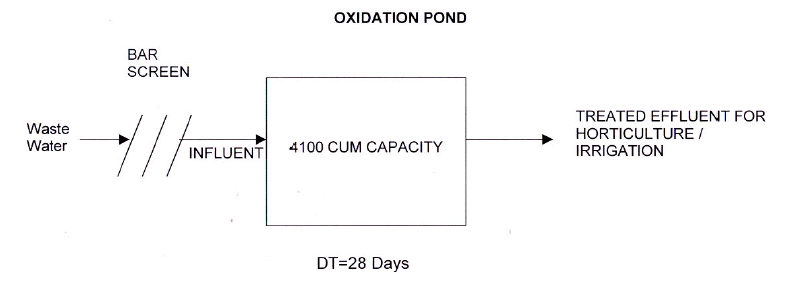 OXIDATION POND
BAR
SCREEN
Waste
Water
INFLUENT
4100 CUM CAPACITY
TREATED EFFLUENT FOR
HORTICULTURE /
IRRIGATION
DT=28 Days